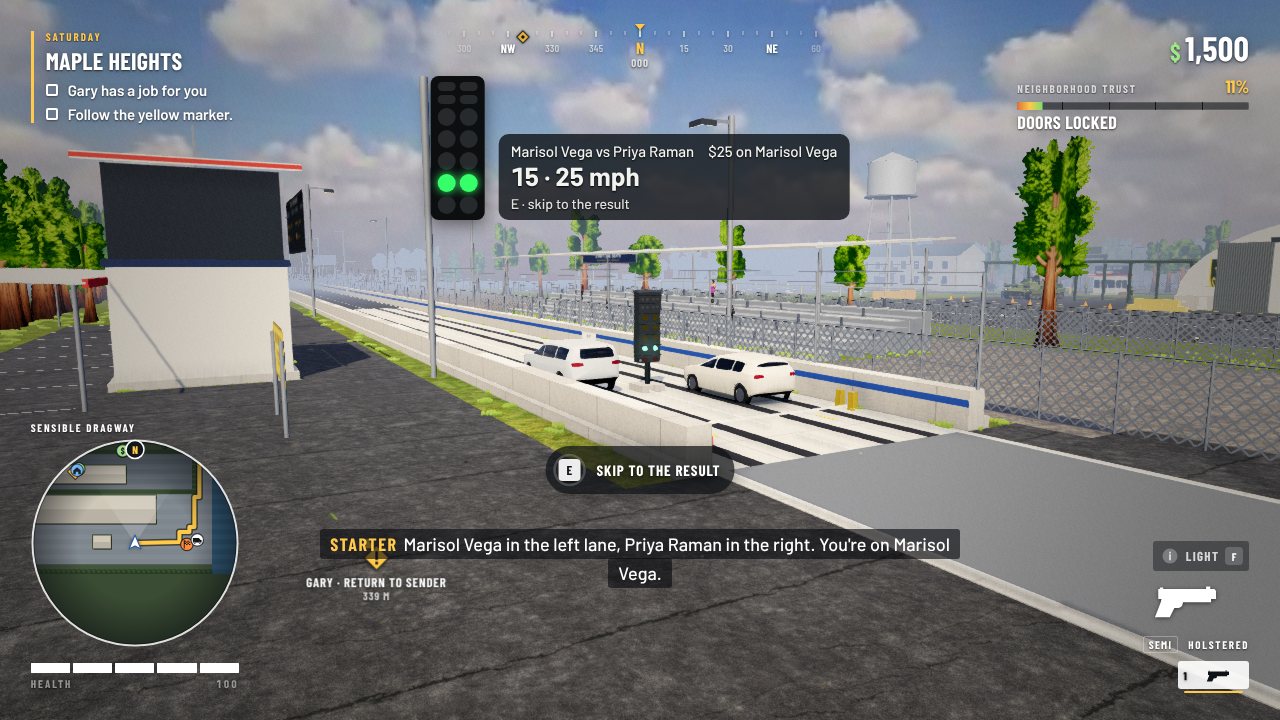 SATURDAY
MAPLE HEIGHTS
Gary has a job for you
Follow the yellow marker.
300 NW 330 345 N 15 30 NE 60
000
$1,500
NEIGHBORHOOD TRUST 11%
DOORS LOCKED
Marisol Vega vs Priya Raman $25 on Marisol Vega
15 · 25 mph
E · skip to the result
E SKIP TO THE RESULT
SENSIBLE DRAGWAY
$ N
STARTER Marisol Vega in the left lane, Priya Raman in the right. You're on Marisol
Vega.
GARY · RETURN TO SENDER
339 M
LIGHT F
SEMI HOLSTERED
1
HEALTH 100